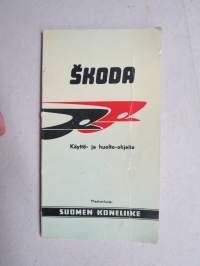 ŠKODA
Käyttö- ja huolto-ohjeita
SUOMEN KONELIIKE